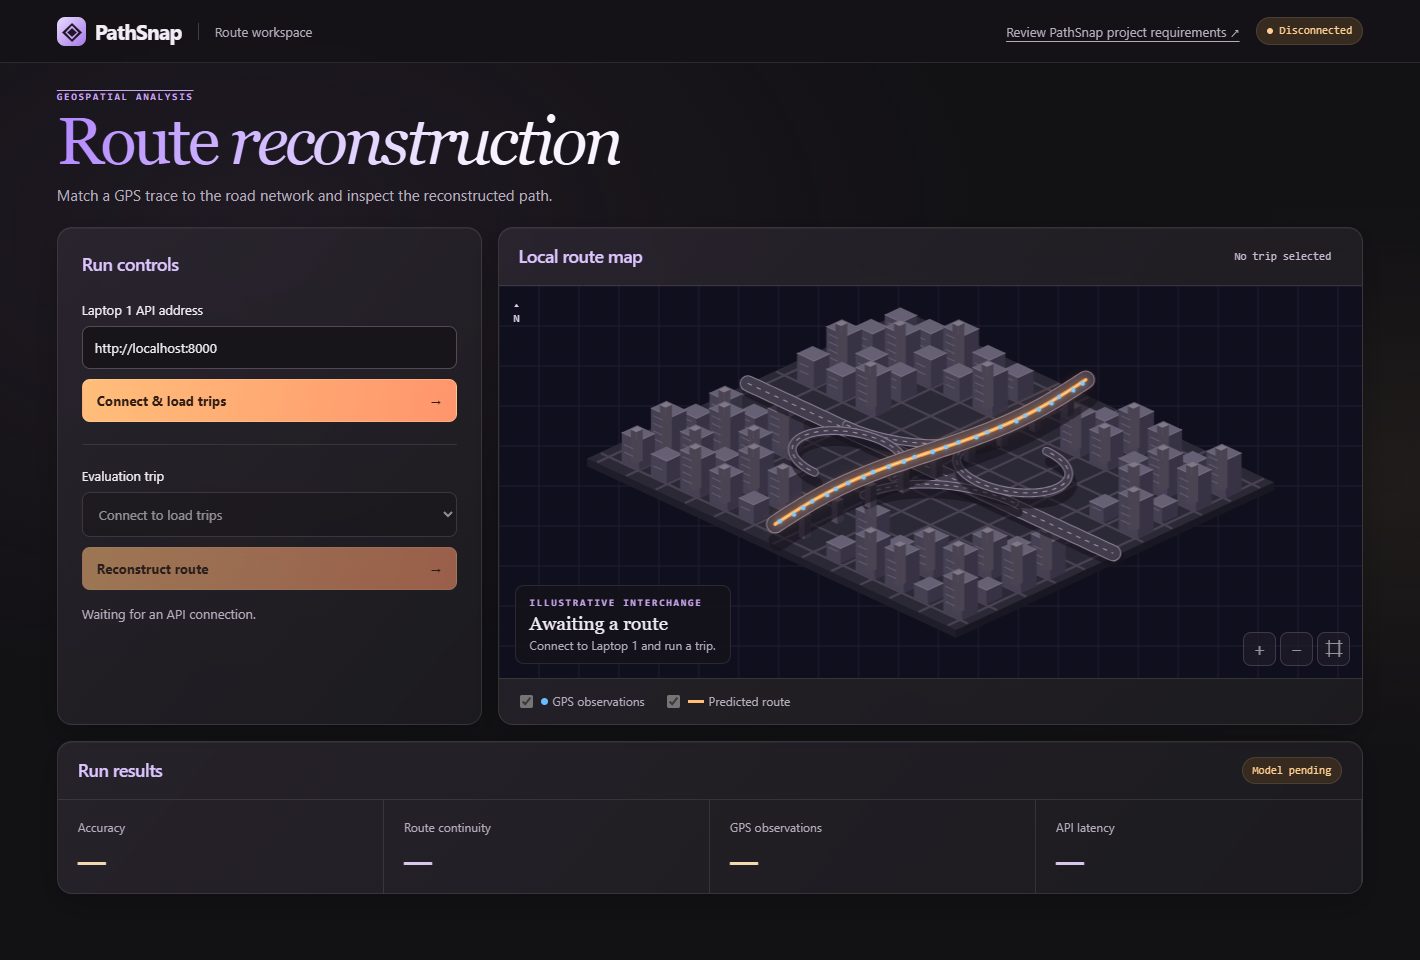 PathSnap
Route workspace
Review PathSnap project requirements ↗
Disconnected
GEOSPATIAL ANALYSIS
Route reconstruction
Match a GPS trace to the road network and inspect the reconstructed path.
Run controls
Laptop 1 API address
http://localhost:8000
Connect & load trips →
Evaluation trip
Connect to load trips
Reconstruct route →
Waiting for an API connection.
Local route map
No trip selected
N
ILLUSTRATIVE INTERCHANGE
Awaiting a route
Connect to Laptop 1 and run a trip.
+ −
GPS observations
Predicted route
Run results
Model pending
Accuracy
—
Route continuity
—
GPS observations
—
API latency
—